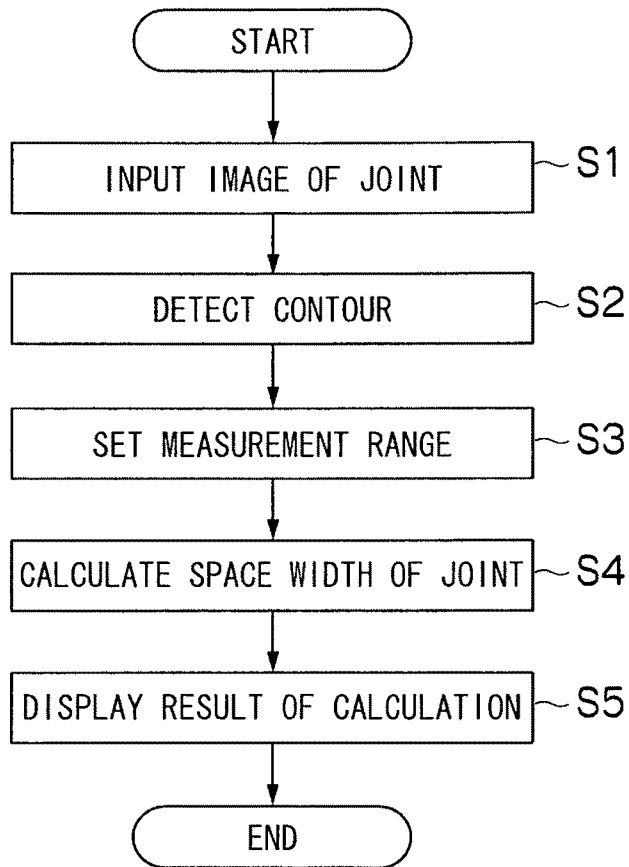 START
INPUT IMAGE OF JOINT
S1
DETECT CONTOUR
S2
SET MEASUREMENT RANGE
S3
CALCULATE SPACE WIDTH OF JOINT
S4
DISPLAY RESULT OF CALCULATION
S5
END